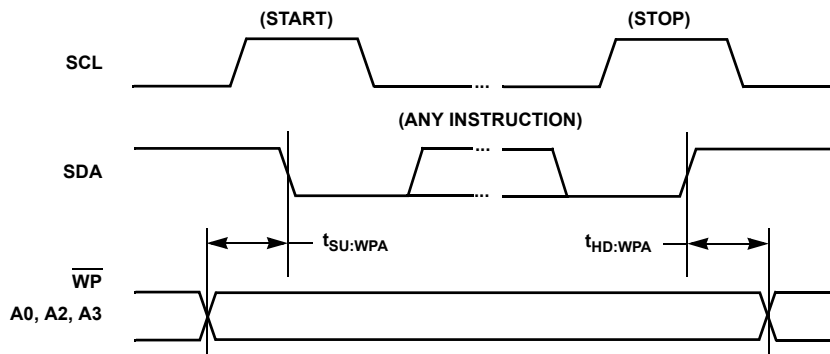 (START) (STOP)
SCL
... 
(ANY INSTRUCTION)
... ...
SDA
tSU:WPA tHD:WPA
WP
A0, A2, A3